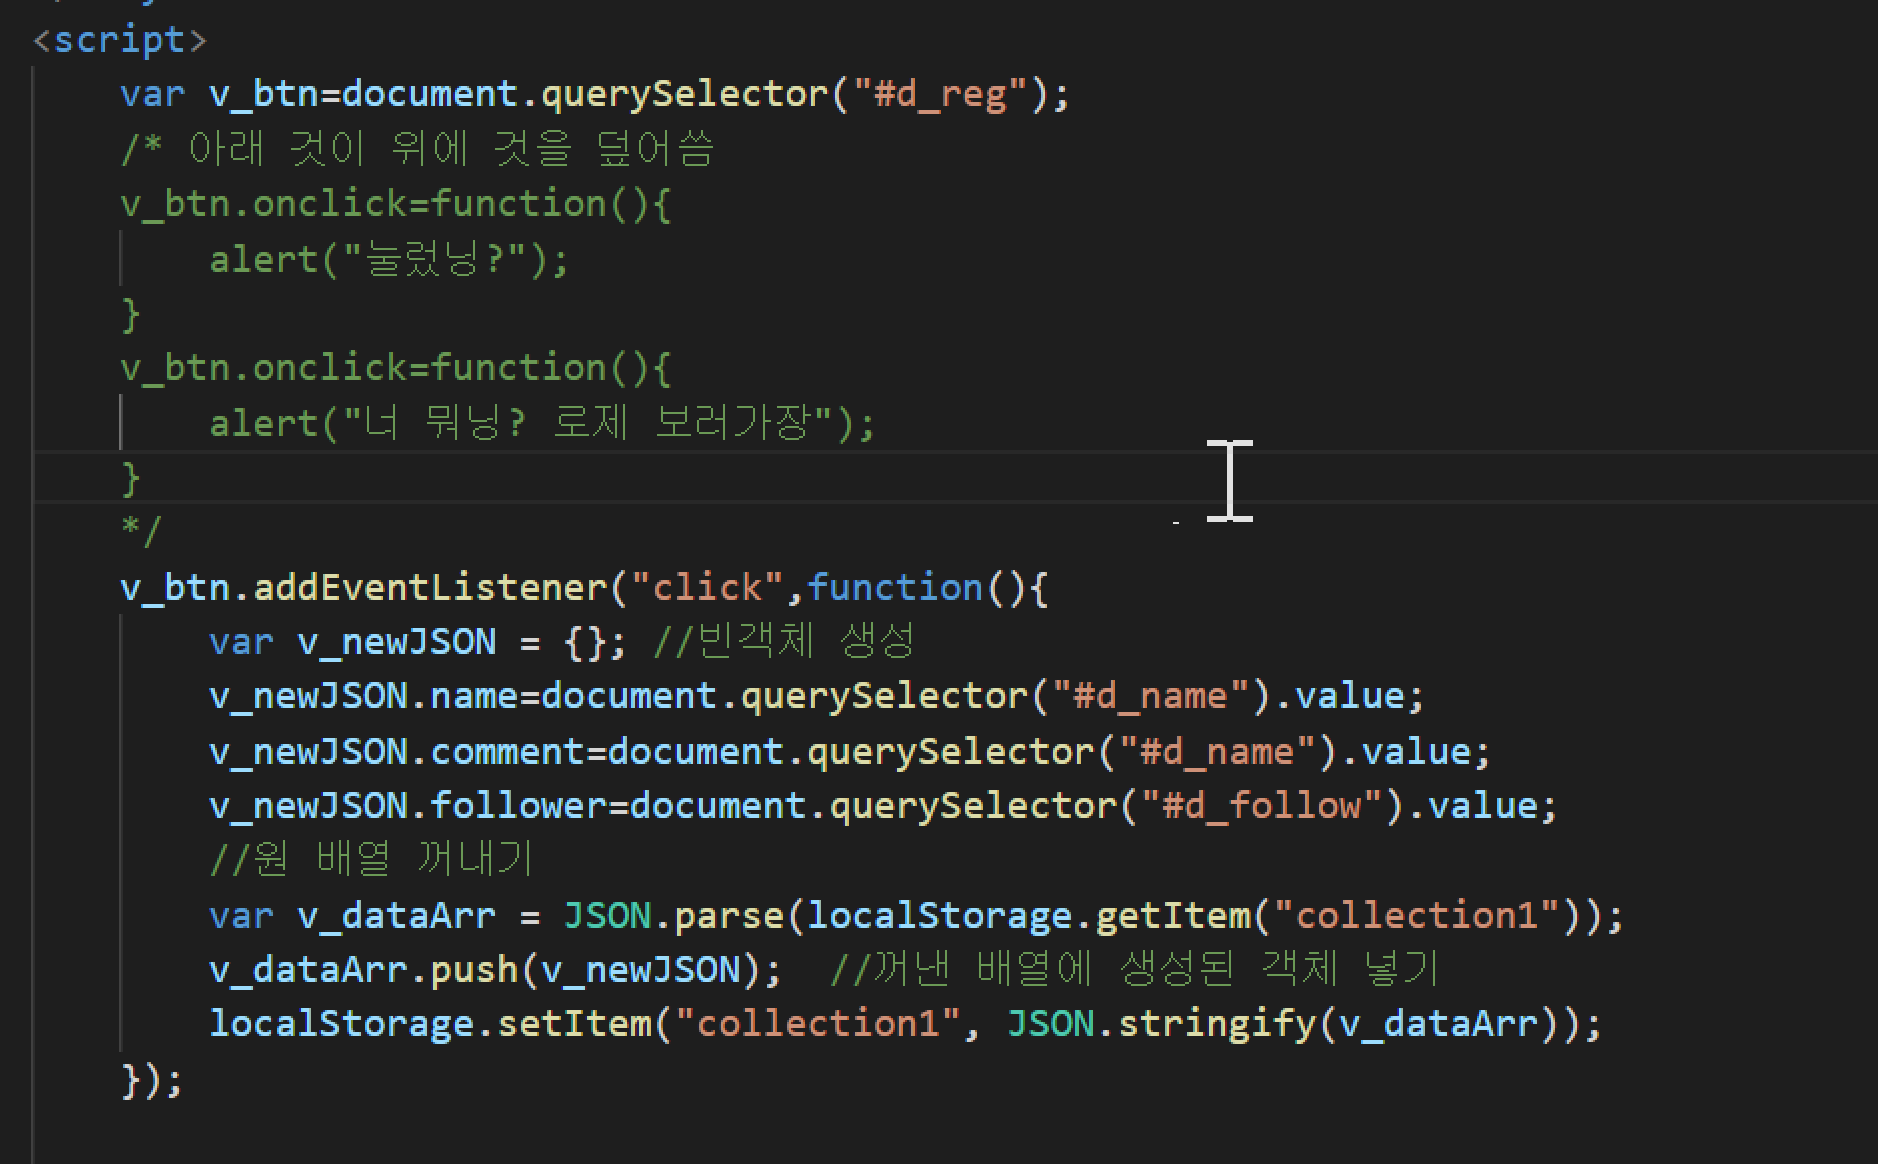 <script>
var v_btn=document.querySelector("#d_reg");
/* 아래 것이 위에 것을 덮어씀
v_btn.onclick=function(){
alert("눌렀닝?");
}
v_btn.onclick=function(){
alert("너 뭐닝? 로제 보러가장");
}
*/
v_btn.addEventListener("click",function(){
var v_newJSON = {}; //빈객체 생성
v_newJSON.name=document.querySelector("#d_name").value;
v_newJSON.comment=document.querySelector("#d_name").value;
v_newJSON.follower=document.querySelector("#d_follow").value;
//원 배열 꺼내기
var v_dataArr = JSON.parse(localStorage.getItem("collection1"));
v_dataArr.push(v_newJSON);  //꺼낸 배열에 생성된 객체 넣기
localStorage.setItem("collection1", JSON.stringify(v_dataArr));
});